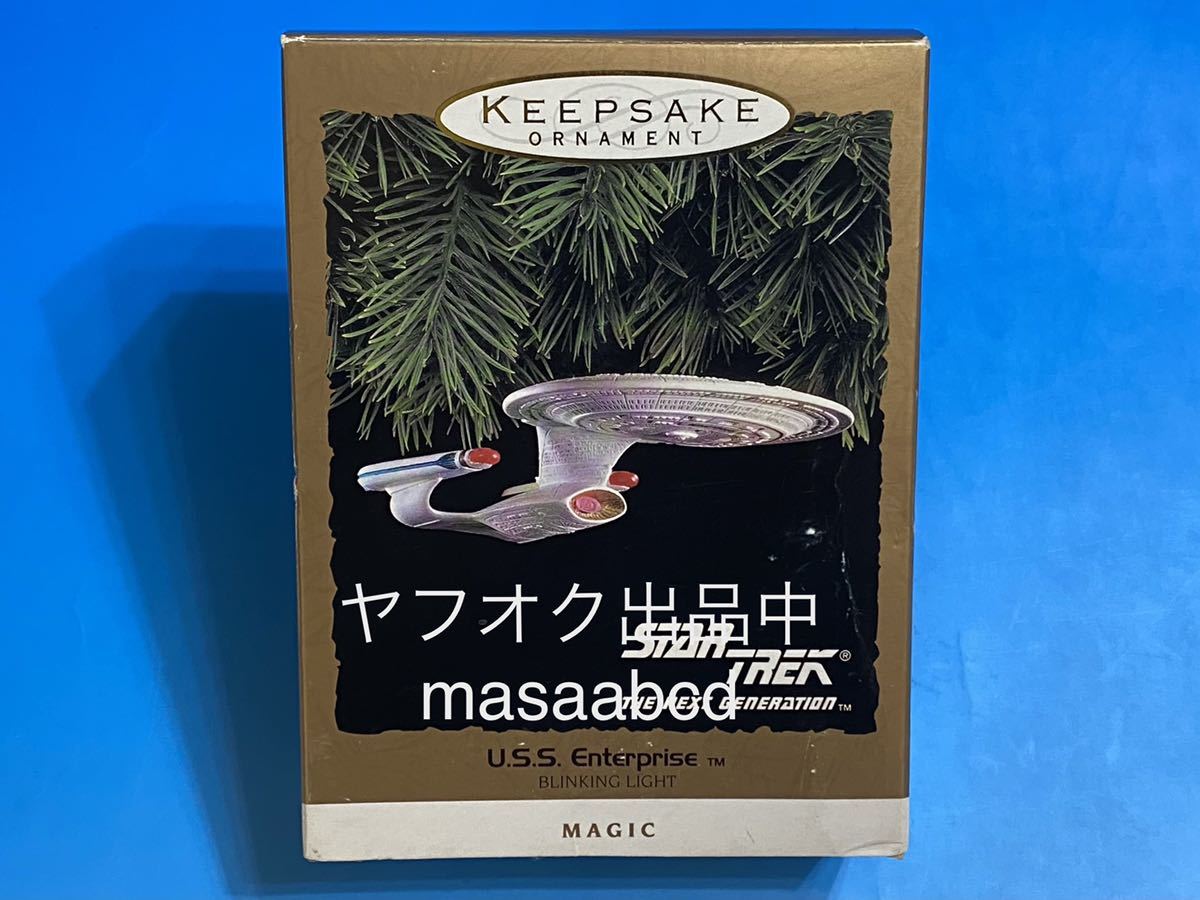 KEEPSAKE
ORNAMENT
ヤフオク出品中
STAR TREK®
masaabcd
THE NEXT GENERATION™
U.S.S. Enterprise ™
BLINKING LIGHT
MAGIC